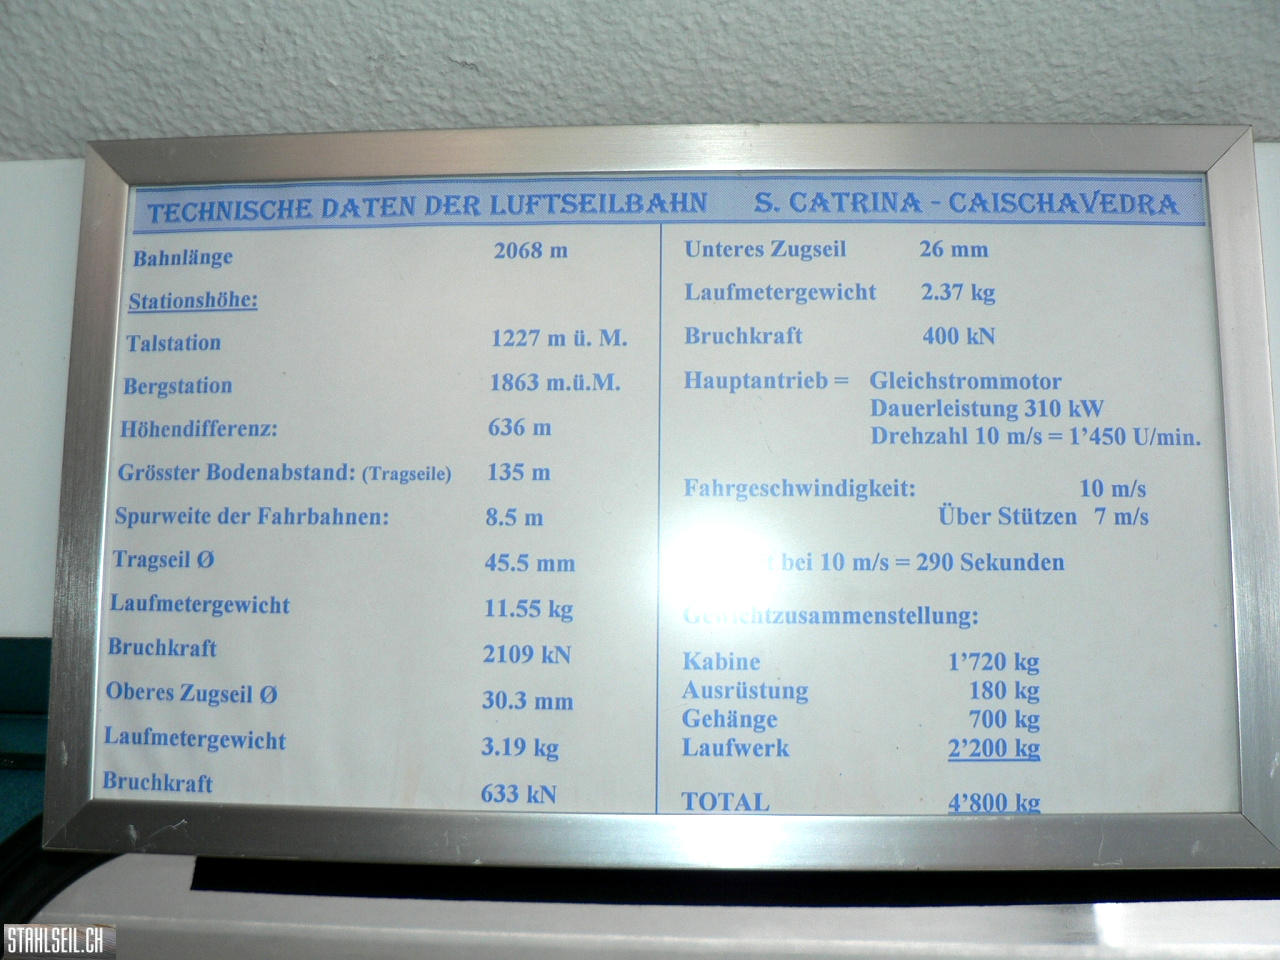 TECHNISCHE DATEN DER LUFTSEILBAHN S. CATRINA - CAISCHAVEDRA
Bahnlänge 2068 m
Stationshöhe:
Talstation 1227 m ü. M.
Bergstation 1863 m.ü.M.
Höhendifferenz: 636 m
Grösster Bodenabstand: (Tragseile) 135 m
Spurweite der Fahrbahnen: 8.5 m
Tragseil Ø 45.5 mm
Laufmetergewicht 11.55 kg
Bruchkraft 2109 kN
Oberes Zugseil Ø 30.3 mm
Laufmetergewicht 3.19 kg
Bruchkraft 633 kN
Unteres Zugseil 26 mm
Laufmetergewicht 2.37 kg
Bruchkraft 400 kN
Hauptantrieb = Gleichstrommotor
Dauerleistung 310 kW
Drehzahl 10 m/s = 1’450 U/min.
Fahrgeschwindigkeit: 10 m/s
Über Stützen 7 m/s
bei 10 m/s = 290 Sekunden
Gewichtzusammenstellung:
Kabine 1’720 kg
Ausrüstung 180 kg
Gehänge 700 kg
Laufwerk 2’200 kg
TOTAL 4’800 kg
STAHLSEIL.CH